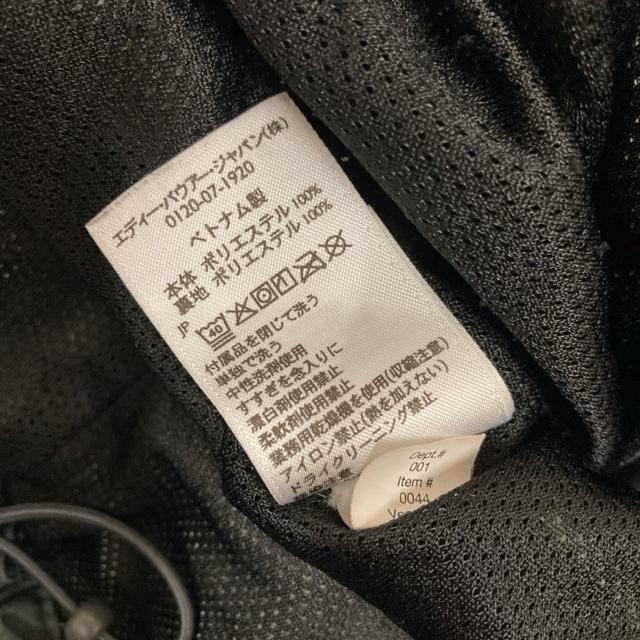 エディー・バウアー・ジャパン(株)
0120-07-1920
ベトナム製
本体 ポリエステル 100%
裏地 ポリエステル 100%
JP
40
付属品を閉じて洗う
単独で洗う
中性洗剤使用
すすぎを念入りに
漂白剤使用禁止
柔軟剤使用禁止
業務用乾燥機を使用(収縮注意)
アイロン禁止(熱を加えない)
ドライクリーニング禁止
注意
Dept.#
001
Item #
0044